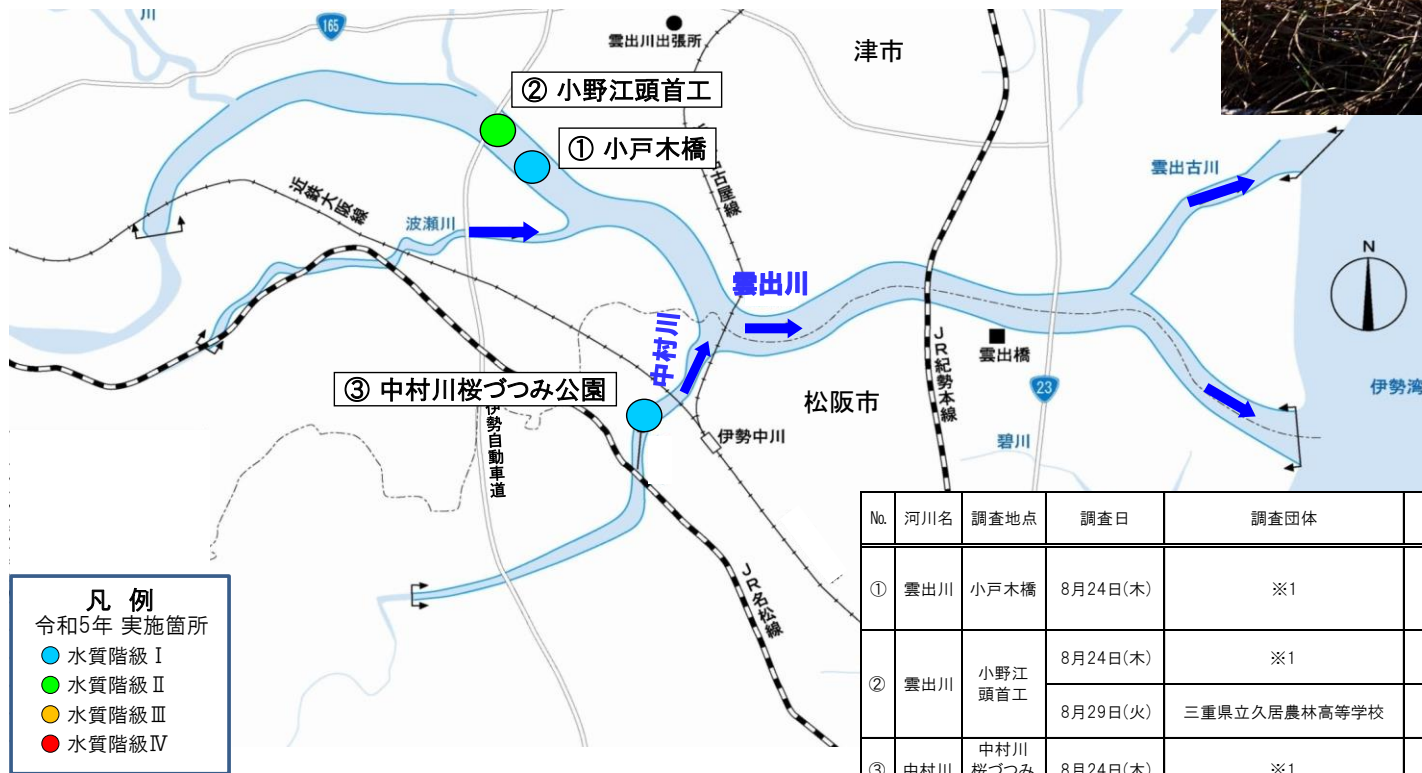 川
165
雲出川出張所
津市
② 小野江頭首工
① 小戸木橋
古屋線
雲出古川
近鉄大阪線
波瀬川
N
雲出川
中村川
JR紀勢本線
雲出橋
伊勢湾
③ 中村川桜づつみ公園
松阪市
23
伊勢自動車道
伊勢中川
碧川
JR名松線
凡 例
令和5年 実施箇所
水質階級Ⅰ
水質階級Ⅱ
水質階級Ⅲ
水質階級Ⅳ
No. 河川名 調査地点 調査日 調査団体
① 雲出川 小戸木橋 8月24日(木) ※1
② 雲出川 小野江
頭首工
8月24日(木) ※1
8月29日(火) 三重県立久居農林高等学校
③ 中村川 中村川
桜づつみ
8月24日(木) ※1